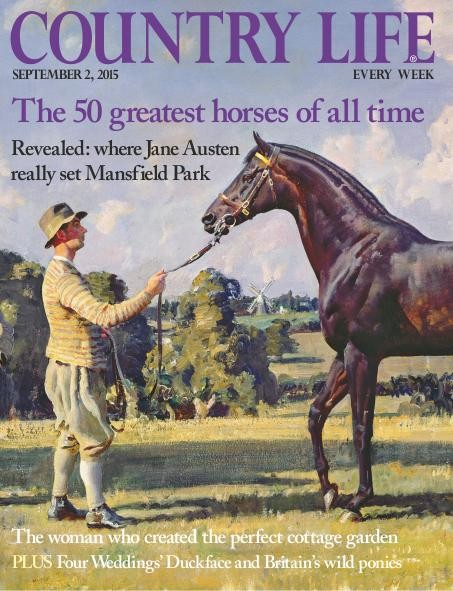 COUNTRY LIFE®
SEPTEMBER 2, 2015 EVERY WEEK
The 50 greatest horses of all time
Revealed: where Jane Austen
really set Mansfield Park
The woman who created the perfect cottage garden
PLUS Four Weddings' Duckface and Britain's wild ponies